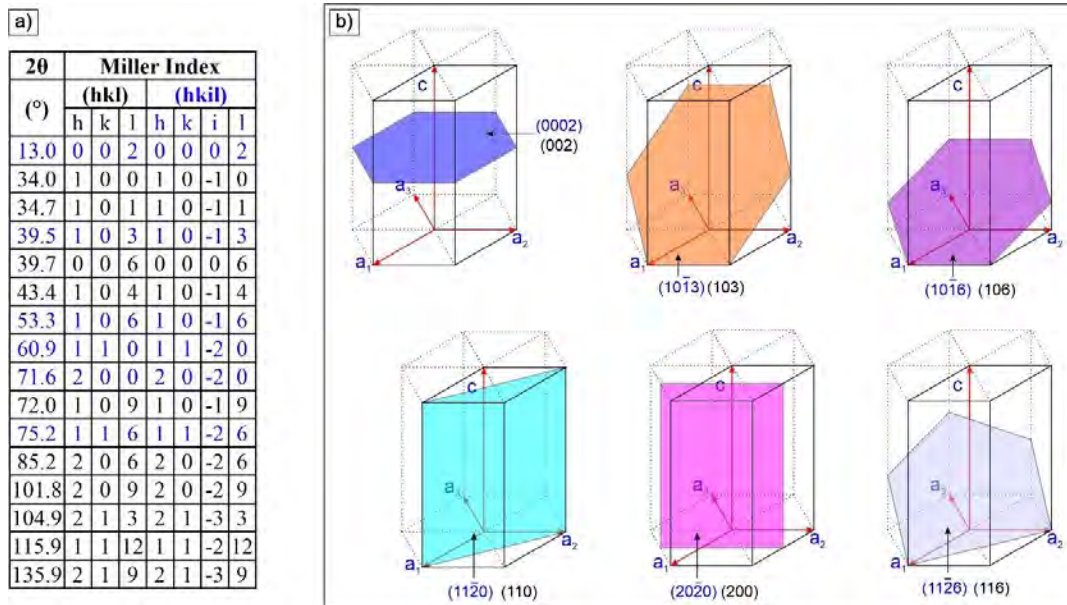 a)
2θ Miller Index
(°) (hkl) (hkil)
h k l h k i l
13.0 0 0 2 0 0 0 2
34.0 1 0 0 1 0 -1 0
34.7 1 0 1 1 0 -1 1
39.5 1 0 3 1 0 -1 3
39.7 0 0 6 0 0 0 6
43.4 1 0 4 1 0 -1 4
53.3 1 0 6 1 0 -1 6
60.9 1 1 0 1 1 -2 0
71.6 2 0 0 2 0 -2 0
72.0 1 0 9 1 0 -1 9
75.2 1 1 6 1 1 -2 6
85.2 2 0 6 2 0 -2 6
101.8 2 0 9 2 0 -2 9
104.9 2 1 3 2 1 -3 3
115.9 1 1 12 1 1 -2 12
135.9 2 1 9 2 1 -3 9
b)
c
a₃
a₂
a₁
(0002)
(002)
c
a₃
a₂
a₁
(101̄3) (103)
c
a₃
a₂
a₁
(101̄6) (106)
c
a₃
a₂
a₁
(112̄0) (110)
c
a₃
a₂
a₁
(202̄0) (200)
c
a₃
a₂
a₁
(112̄6) (116)